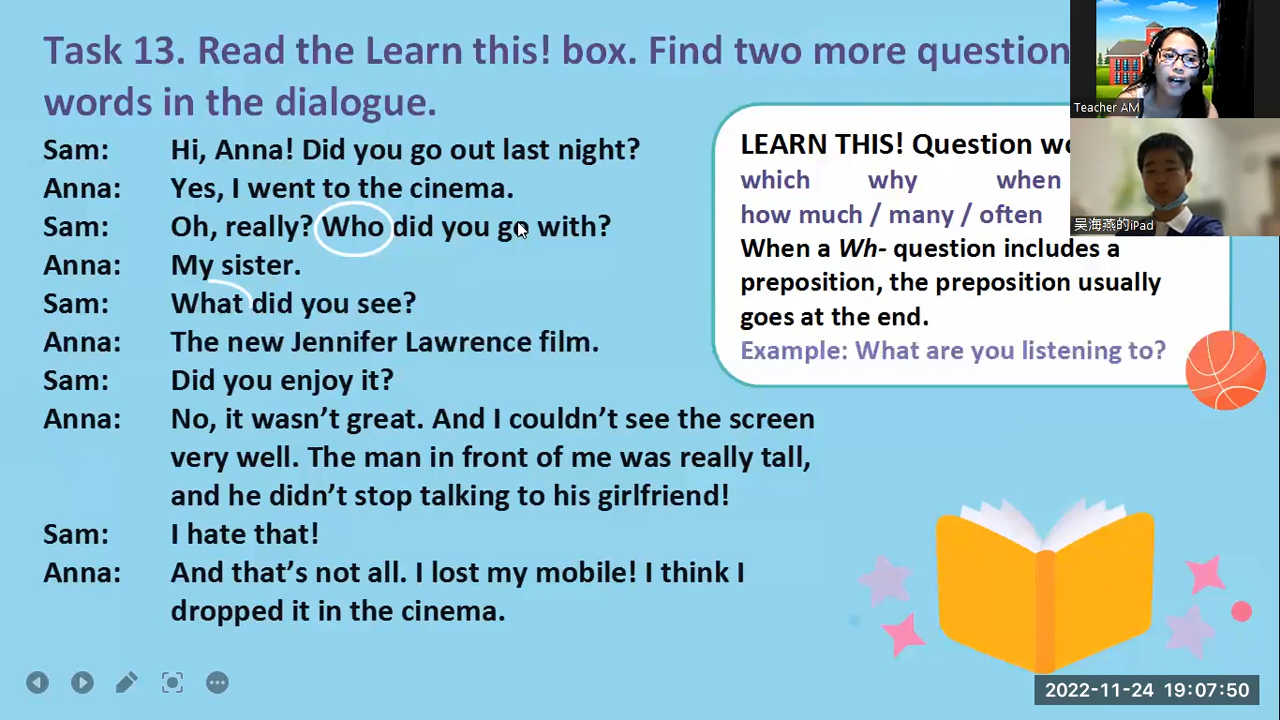 Task 13. Read the Learn this! box. Find two more question
words in the dialogue.
Sam: Hi, Anna! Did you go out last night?
Anna: Yes, I went to the cinema.
Sam: Oh, really? Who did you go with?
Anna: My sister.
Sam: What did you see?
Anna: The new Jennifer Lawrence film.
Sam: Did you enjoy it?
Anna: No, it wasn't great. And I couldn't see the screen
very well. The man in front of me was really tall,
and he didn't stop talking to his girlfriend!
Sam: I hate that!
Anna: And that's not all. I lost my mobile! I think I
dropped it in the cinema.
LEARN THIS! Question
which why when
how much / many / often
When a Wh- question includes a
preposition, the preposition usually
goes at the end.
Example: What are you listening to?
Teacher AM
吴海燕的iPad
2022-11-24 19:07:50